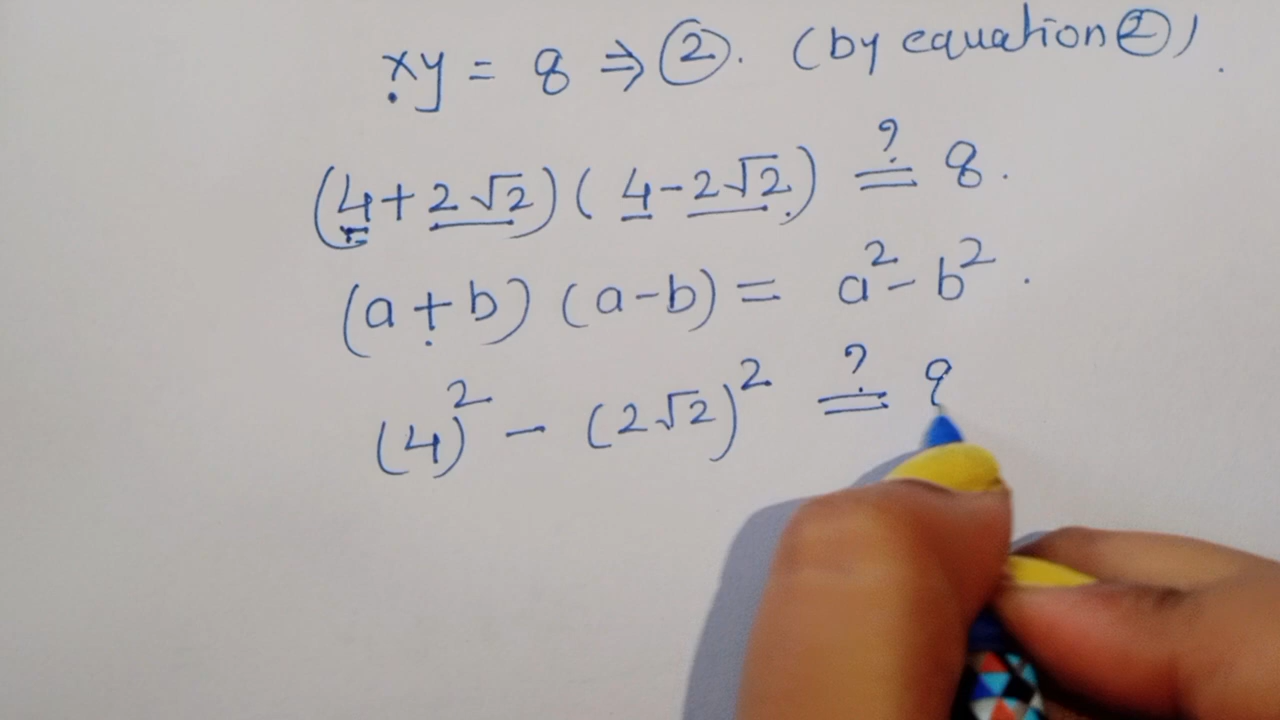 xy = 8 ⇒ ②. (by equation ②).
(4+2√2)(4-2√2) ≟ 8.
(a+b)(a-b) = a²-b².
(4)² - (2√2)² ≟